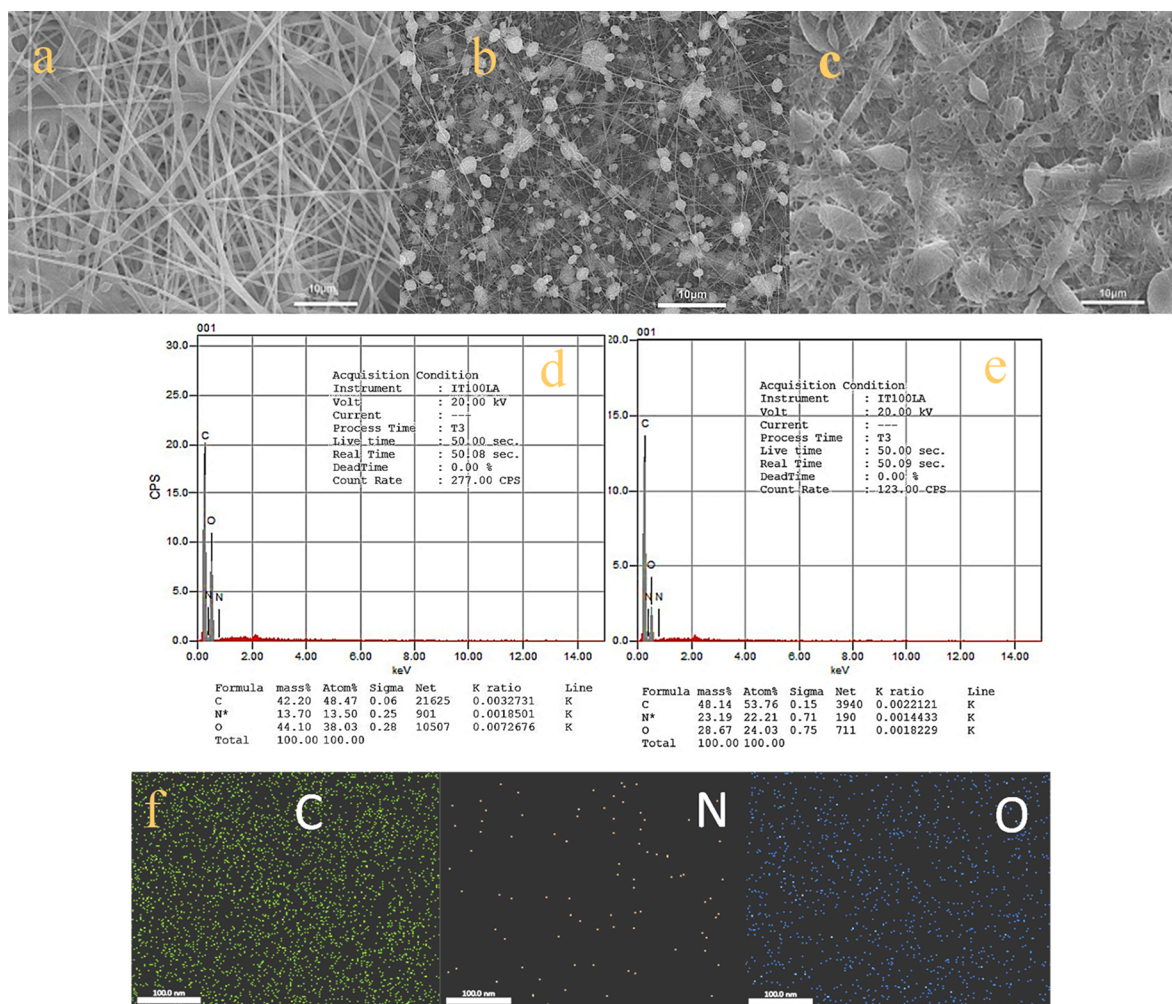 a
b
c
10μm
10μm
10μm
001
30.0
25.0
20.0
15.0
10.0
5.0
0.0
CPS
d
Acquisition Condition
Instrument : IT100LA
Volt : 20.00 kV
Current : ---
Process Time : T3
Live time : 50.00 sec.
Real Time : 50.08 sec.
DeadTime : 0.00 %
Count Rate : 277.00 CPS
C
O
N N
0.00 2.00 4.00 6.00 8.00 10.00 12.00 14.00
keV
Formula mass% Atom% Sigma Net K ratio Line
C 42.20 48.47 0.06 21625 0.0032731 K
N* 13.70 13.50 0.25 901 0.0018501 K
O 44.10 38.03 0.28 10507 0.0072676 K
Total 100.00 100.00
001
20.0
15.0
10.0
5.0
0.0
e
Acquisition Condition
Instrument : IT100LA
Volt : 20.00 kV
Current : ---
Process Time : T3
Live time : 50.00 sec.
Real Time : 50.09 sec.
DeadTime : 0.00 %
Count Rate : 123.00 CPS
C
O
N N
0.00 2.00 4.00 6.00 8.00 10.00 12.00 14.00
keV
Formula mass% Atom% Sigma Net K ratio Line
C 48.14 53.76 0.15 3940 0.0022121 K
N* 23.19 22.21 0.71 190 0.0014433 K
O 28.67 24.03 0.75 711 0.0018229 K
Total 100.00 100.00
f
C
N
O
100.0 nm
100.0 nm
100.0 nm